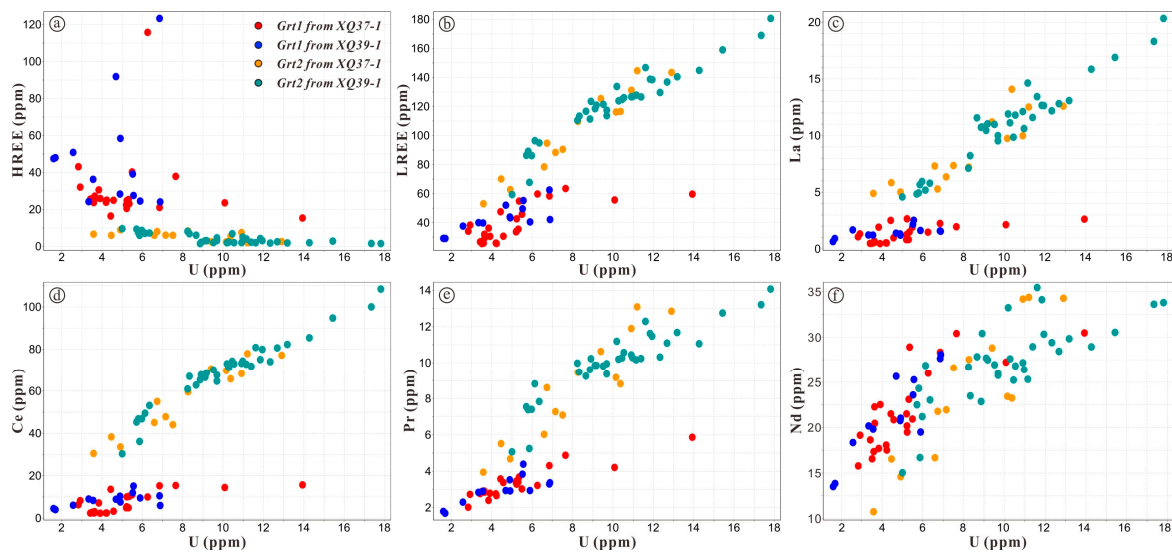 a
HREE (ppm)
120
100
80
60
40
20
0
Grt1 from XQ37-1
Grt1 from XQ39-1
Grt2 from XQ37-1
Grt2 from XQ39-1
2 4 6 8 10 12 14 16 18
U (ppm)
b
LREE (ppm)
180
160
140
120
100
80
60
40
2 4 6 8 10 12 14 16 18
U (ppm)
c
La (ppm)
20
15
10
5
0
2 4 6 8 10 12 14 16 18
U (ppm)
d
Ce (ppm)
100
80
60
40
20
0
2 4 6 8 10 12 14 16 18
U (ppm)
e
Pr (ppm)
14
12
10
8
6
4
2
2 4 6 8 10 12 14 16 18
U (ppm)
f
Nd (ppm)
35
30
25
20
15
10
2 4 6 8 10 12 14 16 18
U (ppm)